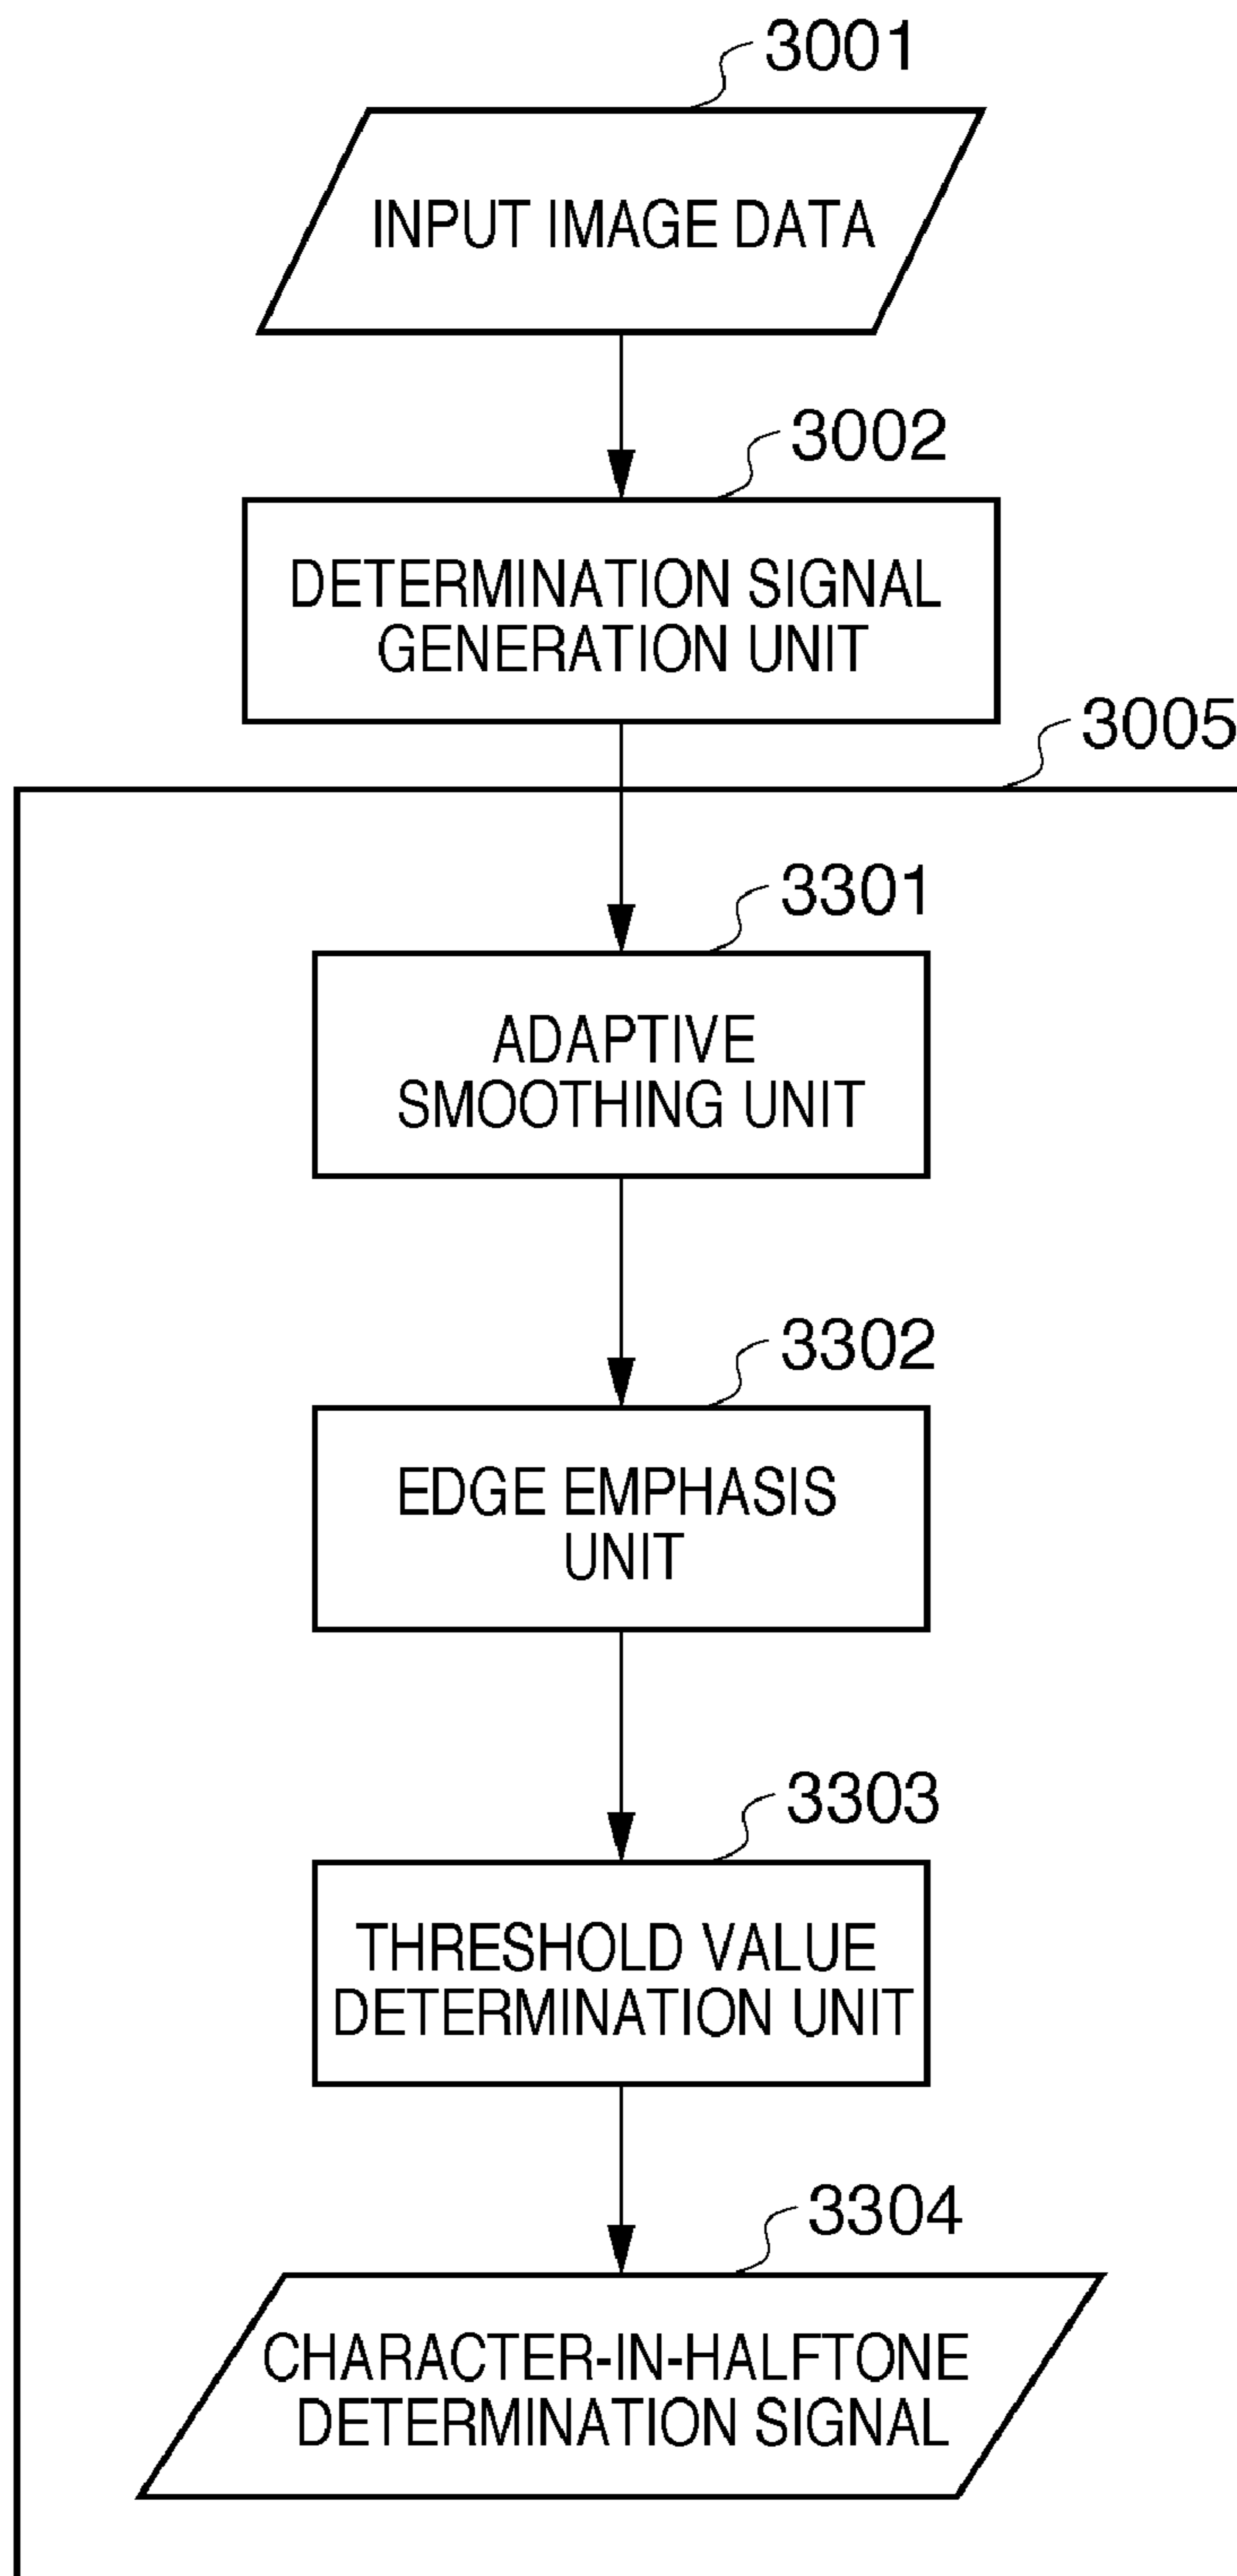 3001
INPUT IMAGE DATA
3002
DETERMINATION SIGNAL
GENERATION UNIT
3005
3301
ADAPTIVE
SMOOTHING UNIT
3302
EDGE EMPHASIS
UNIT
3303
THRESHOLD VALUE
DETERMINATION UNIT
3304
CHARACTER-IN-HALFTONE
DETERMINATION SIGNAL